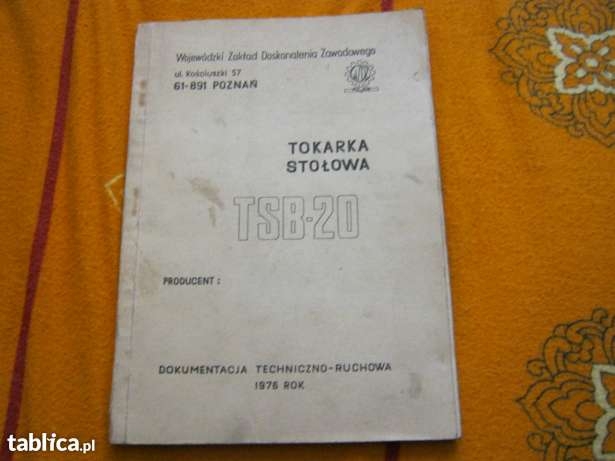 Wojewódzki Zakład Doskonalenia Zawodowego
ul. Kościuszki 57
61-891 POZNAŃ
TOKARKA
STOŁOWA
TSB-20
PRODUCENT :
DOKUMENTACJA TECHNICZNO-RUCHOWA
1976 ROK
tablica.pl